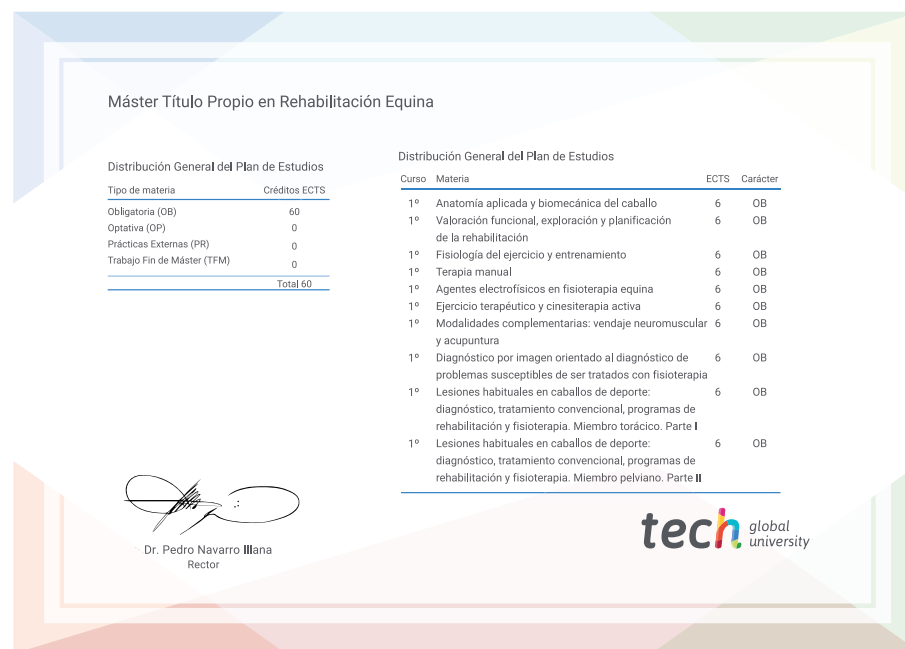 Máster Título Propio en Rehabilitación Equina
Distribución General del Plan de Estudios
Tipo de materia Créditos ECTS
Obligatoria (OB) 60
Optativa (OP) 0
Prácticas Externas (PR) 0
Trabajo Fin de Máster (TFM) 0
Total 60
Distribución General del Plan de Estudios
Curso Materia ECTS Carácter
1º Anatomía aplicada y biomecánica del caballo 6 OB
1º Valoración funcional, exploración y planificación 6 OB
de la rehabilitación
1º Fisiología del ejercicio y entrenamiento 6 OB
1º Terapia manual 6 OB
1º Agentes electrofísicos en fisioterapia equina 6 OB
1º Ejercicio terapéutico y cinesiterapia activa 6 OB
1º Modalidades complementarias: vendaje neuromuscular 6 OB
y acupuntura
1º Diagnóstico por imagen orientado al diagnóstico de 6 OB
problemas susceptibles de ser tratados con fisioterapia
1º Lesiones habituales en caballos de deporte: 6 OB
diagnóstico, tratamiento convencional, programas de
rehabilitación y fisioterapia. Miembro torácico. Parte I
1º Lesiones habituales en caballos de deporte: 6 OB
diagnóstico, tratamiento convencional, programas de
rehabilitación y fisioterapia. Miembro pelviano. Parte II
Dr. Pedro Navarro Illana
Rector
tech global
university